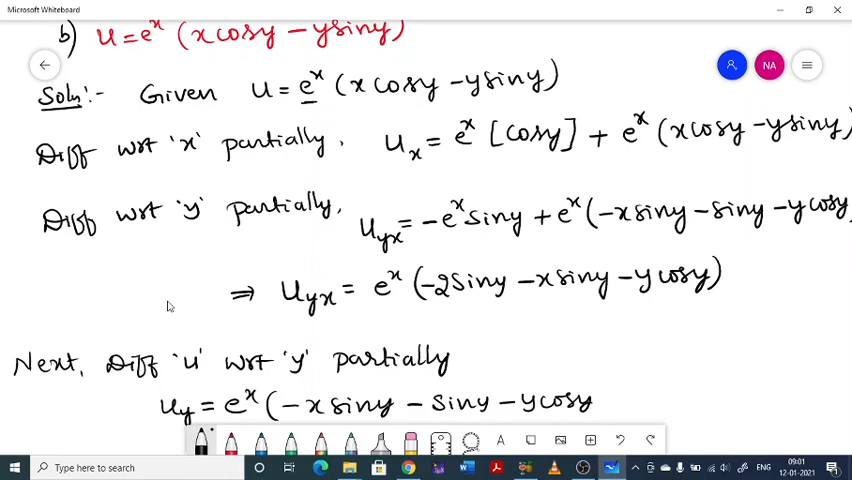 Microsoft Whiteboard
b) u = e^x (x cosy - y siny)
NA
Soln:- Given u = e^x (x cosy - y siny)
Diff wrt 'x' partially, u_x = e^x [cosy] + e^x (x cosy - y siny)
Diff wrt 'y' partially, u_yx = -e^x siny + e^x (-x siny - siny - y cosy
⇒ u_yx = e^x (-2 siny - x siny - y cosy)
Next, Diff 'u' wrt 'y' partially
u_y = e^x (-x siny - siny - y cosy
A
Type here to search
ENG
09:01
12-01-2021